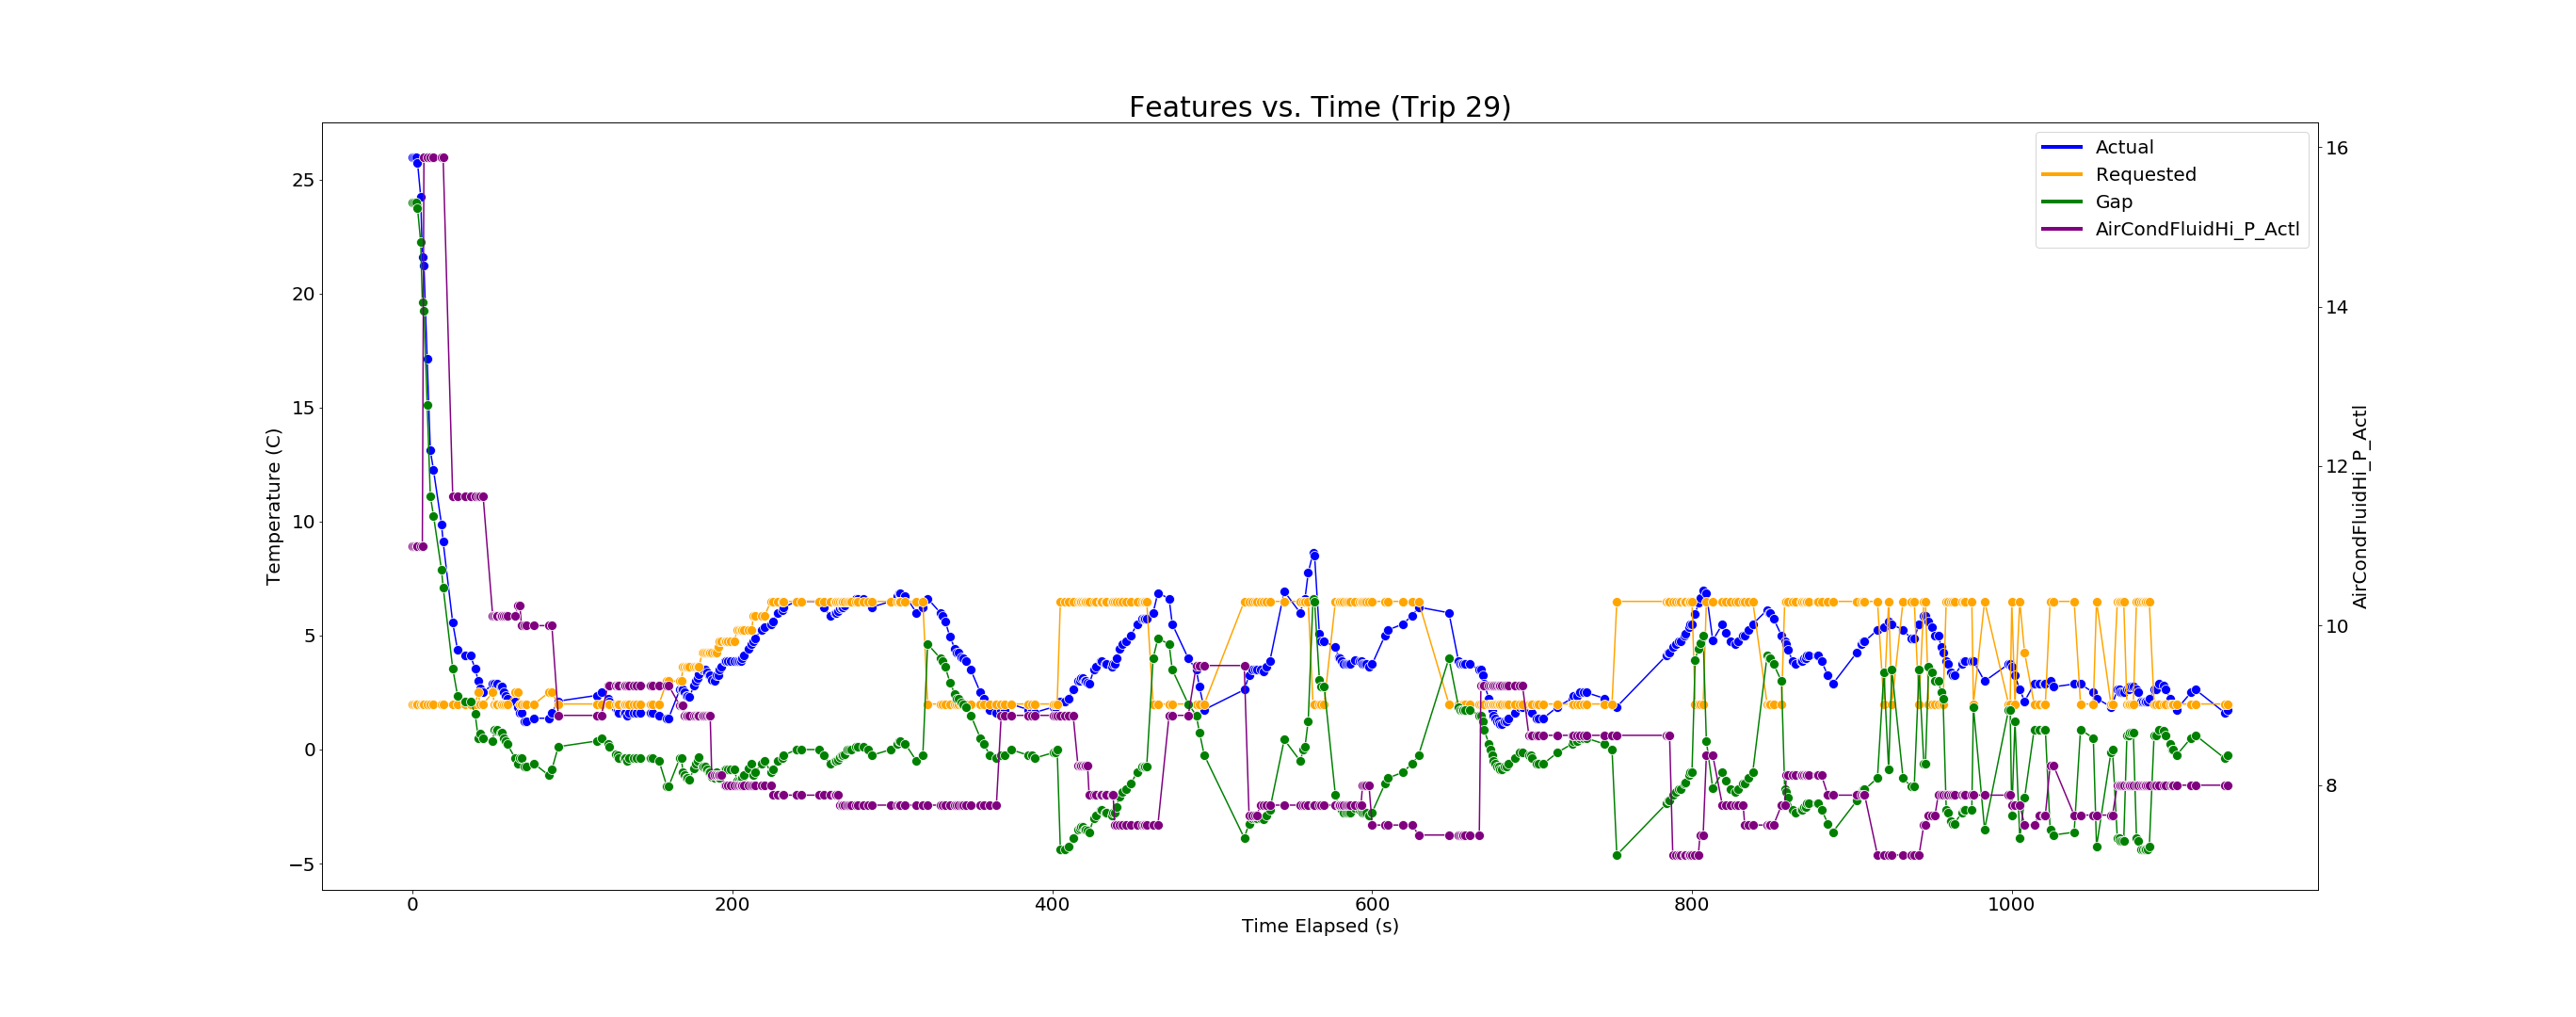 Features vs. Time (Trip 29)
Actual
Requested
Gap
AirCondFluidHi_P_Actl
Temperature (C)
25
20
15
10
5
0
−5
16
14
12
10
8
AirCondFluidHi_P_Actl
0 200 400 600 800 1000
Time Elapsed (s)